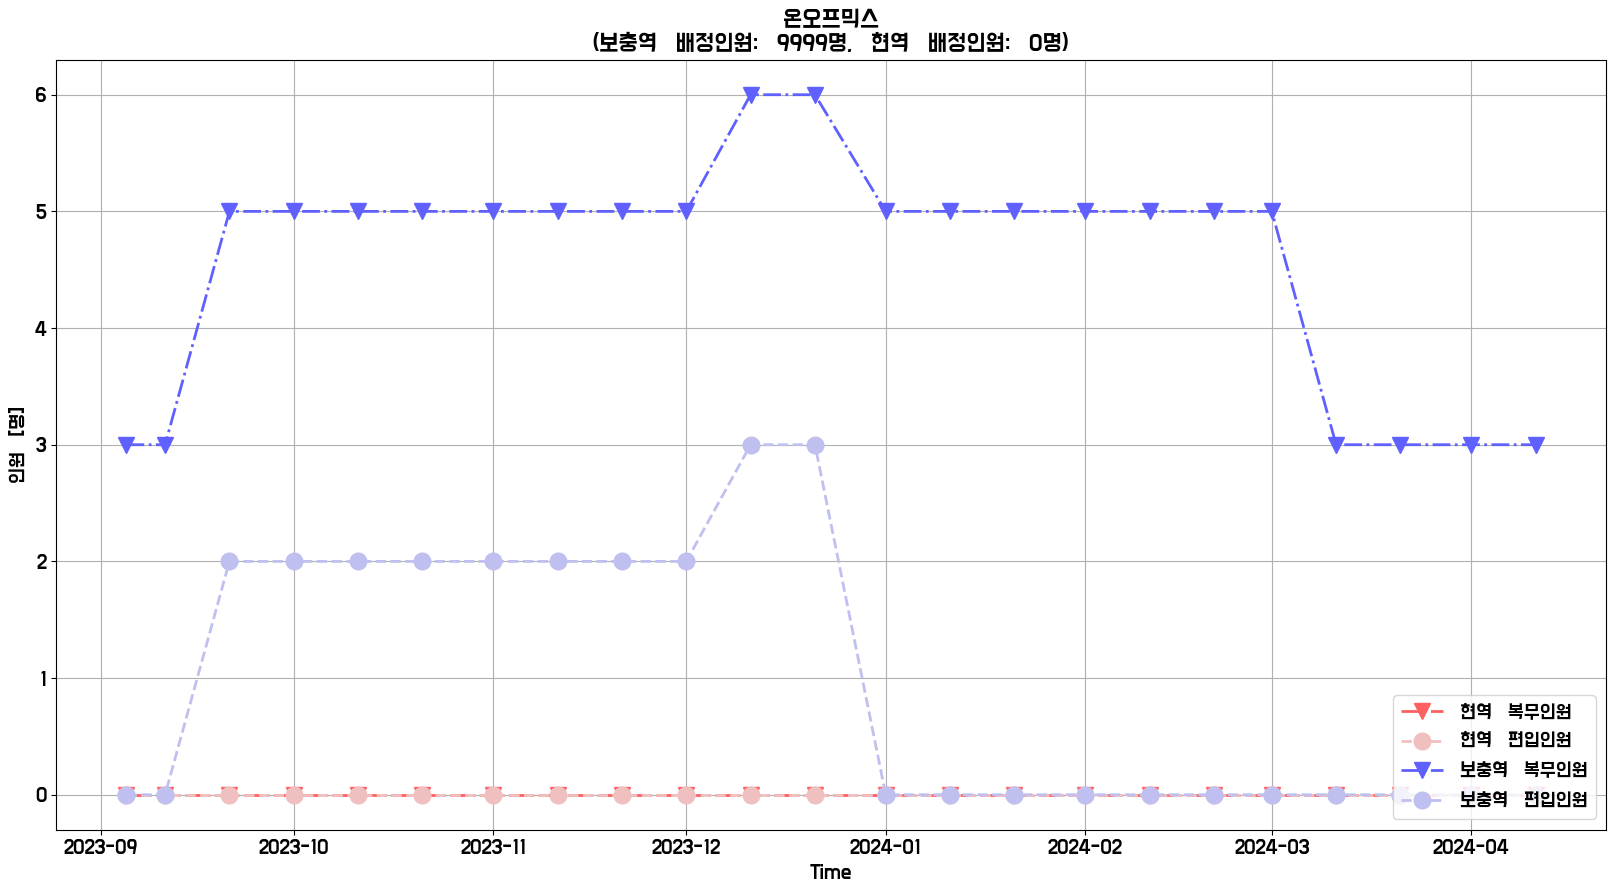 온오프믹스
(보충역 배정인원: 9999명, 현역 배정인원: 0명)
인원 [명]
6
5
4
3
2
1
0
2023-09
2023-10
2023-11
2023-12
2024-01
2024-02
2024-03
2024-04
Time
현역 복무인원
현역 편입인원
보충역 복무인원
보충역 편입인원